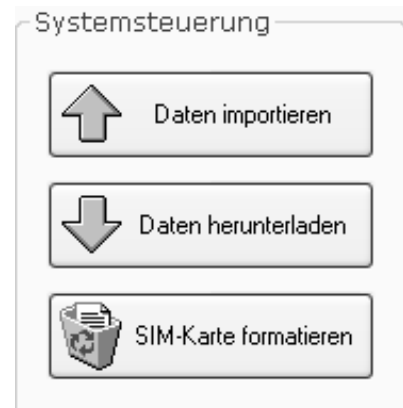 Systemsteuerung
Daten importieren
Daten herunterladen
SIM-Karte formatieren